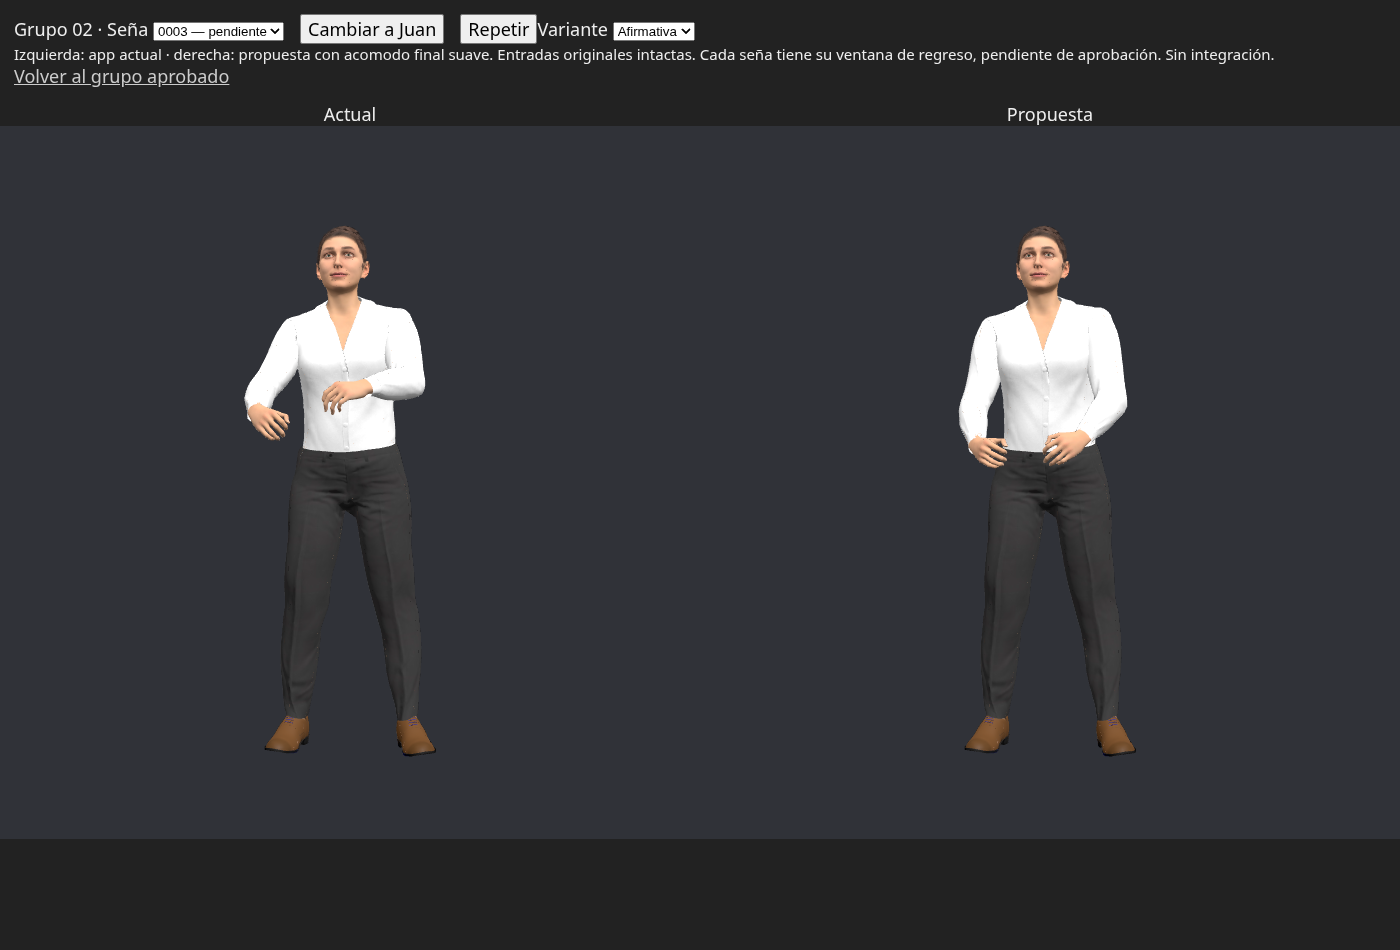 Grupo 02 · Seña 0003 — pendiente Cambiar a Juan Repetir Variante Afirmativa
Izquierda: app actual · derecha: propuesta con acomodo final suave. Entradas originales intactas. Cada seña tiene su ventana de regreso, pendiente de aprobación. Sin integración.
Volver al grupo aprobado
Actual Propuesta